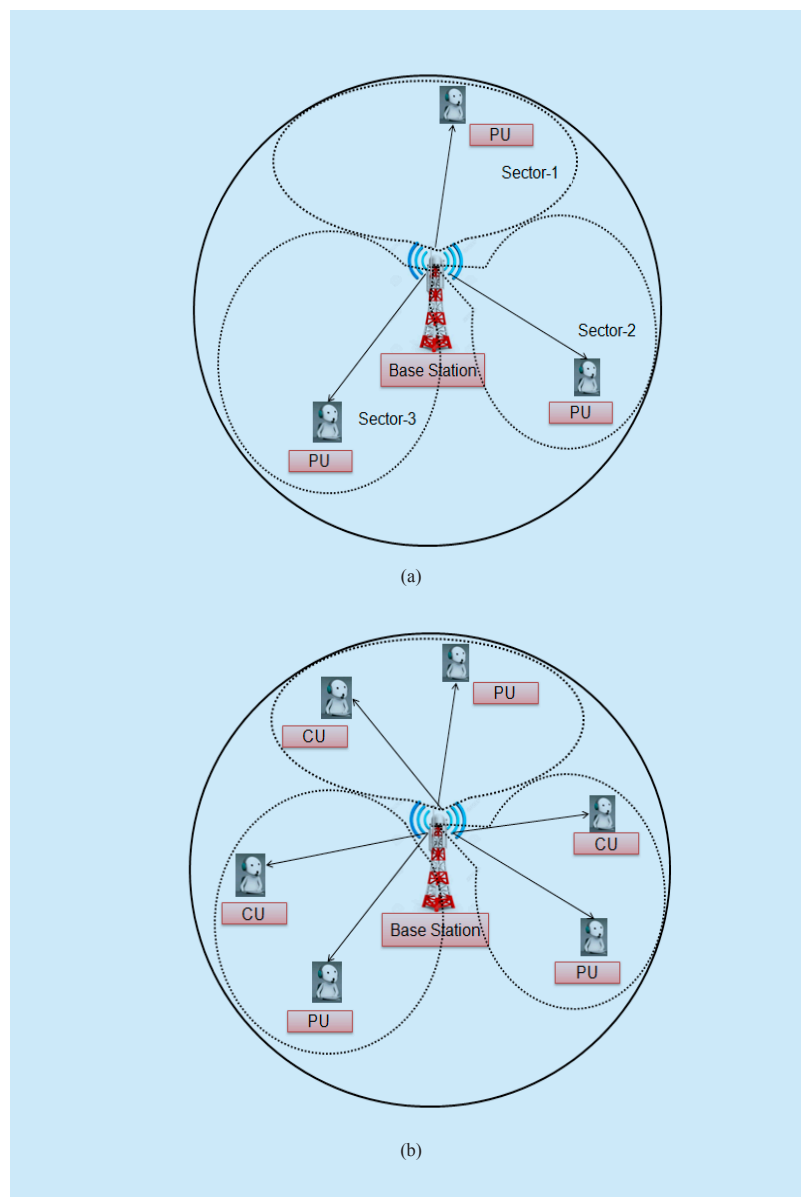 PU
Sector-1
Sector-2
Base Station
PU
Sector-3
PU
(a)
PU
CU
CU
CU
Base Station
PU
PU
(b)